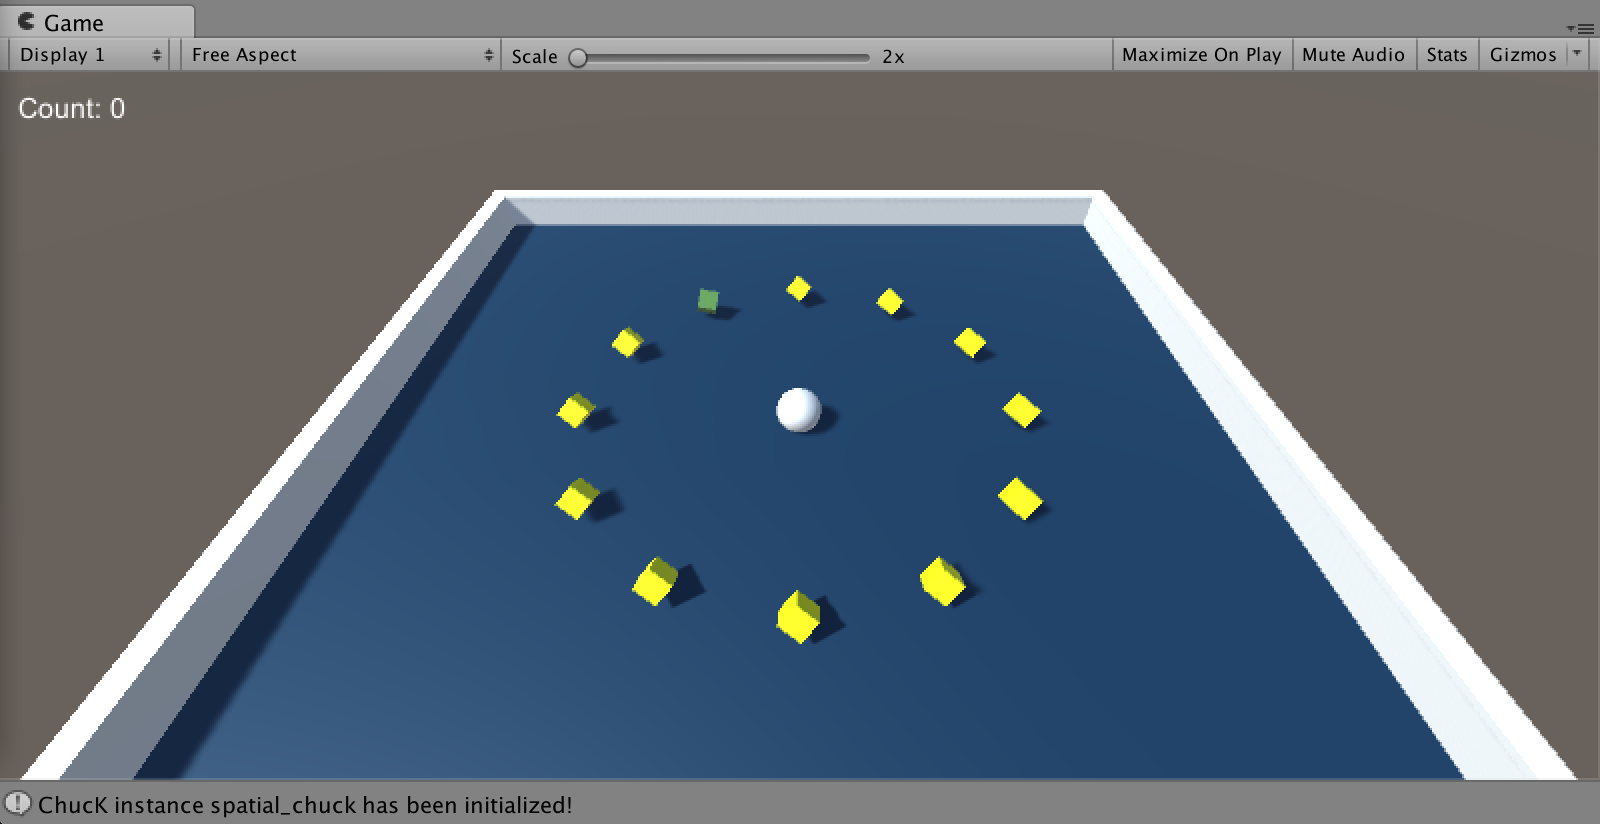 Game
Display 1 Free Aspect Scale 2x Maximize On Play Mute Audio Stats Gizmos
Count: 0
ChucK instance spatial_chuck has been initialized!